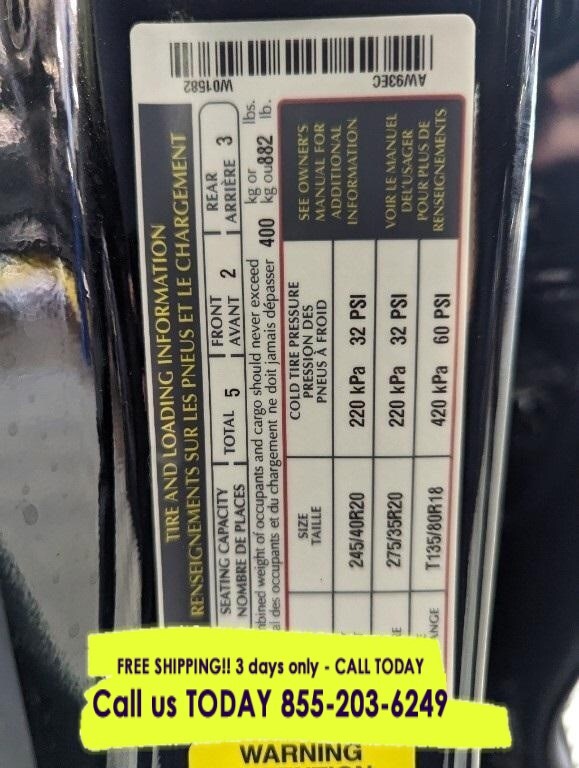 W01582
AW93EC
TIRE AND LOADING INFORMATION
RENSEIGNEMENTS SUR LES PNEUS ET LE CHARGEMENT
SEATING CAPACITY TOTAL 5 FRONT 2 REAR 3
NOMBRE DE PLACES AVANT ARRIÈRE
weight of occupants and cargo should never exceed 400 kg or 882 lbs.
des occupants et du chargement ne doit jamais dépasser kg ou lb.
SIZE
TAILLE
COLD TIRE PRESSURE
PRESSION DES
PNEUS À FROID
SEE OWNER'S
MANUAL FOR
ADDITIONAL
INFORMATION
245/40R20 220 kPa 32 PSI
275/35R20 220 kPa 32 PSI
T135/80R18 420 kPa 60 PSI
VOIR LE MANUEL
DE L'USAGER
POUR PLUS DE
RENSEIGNEMENTS
FREE SHIPPING!! 3 days only - CALL TODAY
Call us TODAY 855-203-6249
WARNING